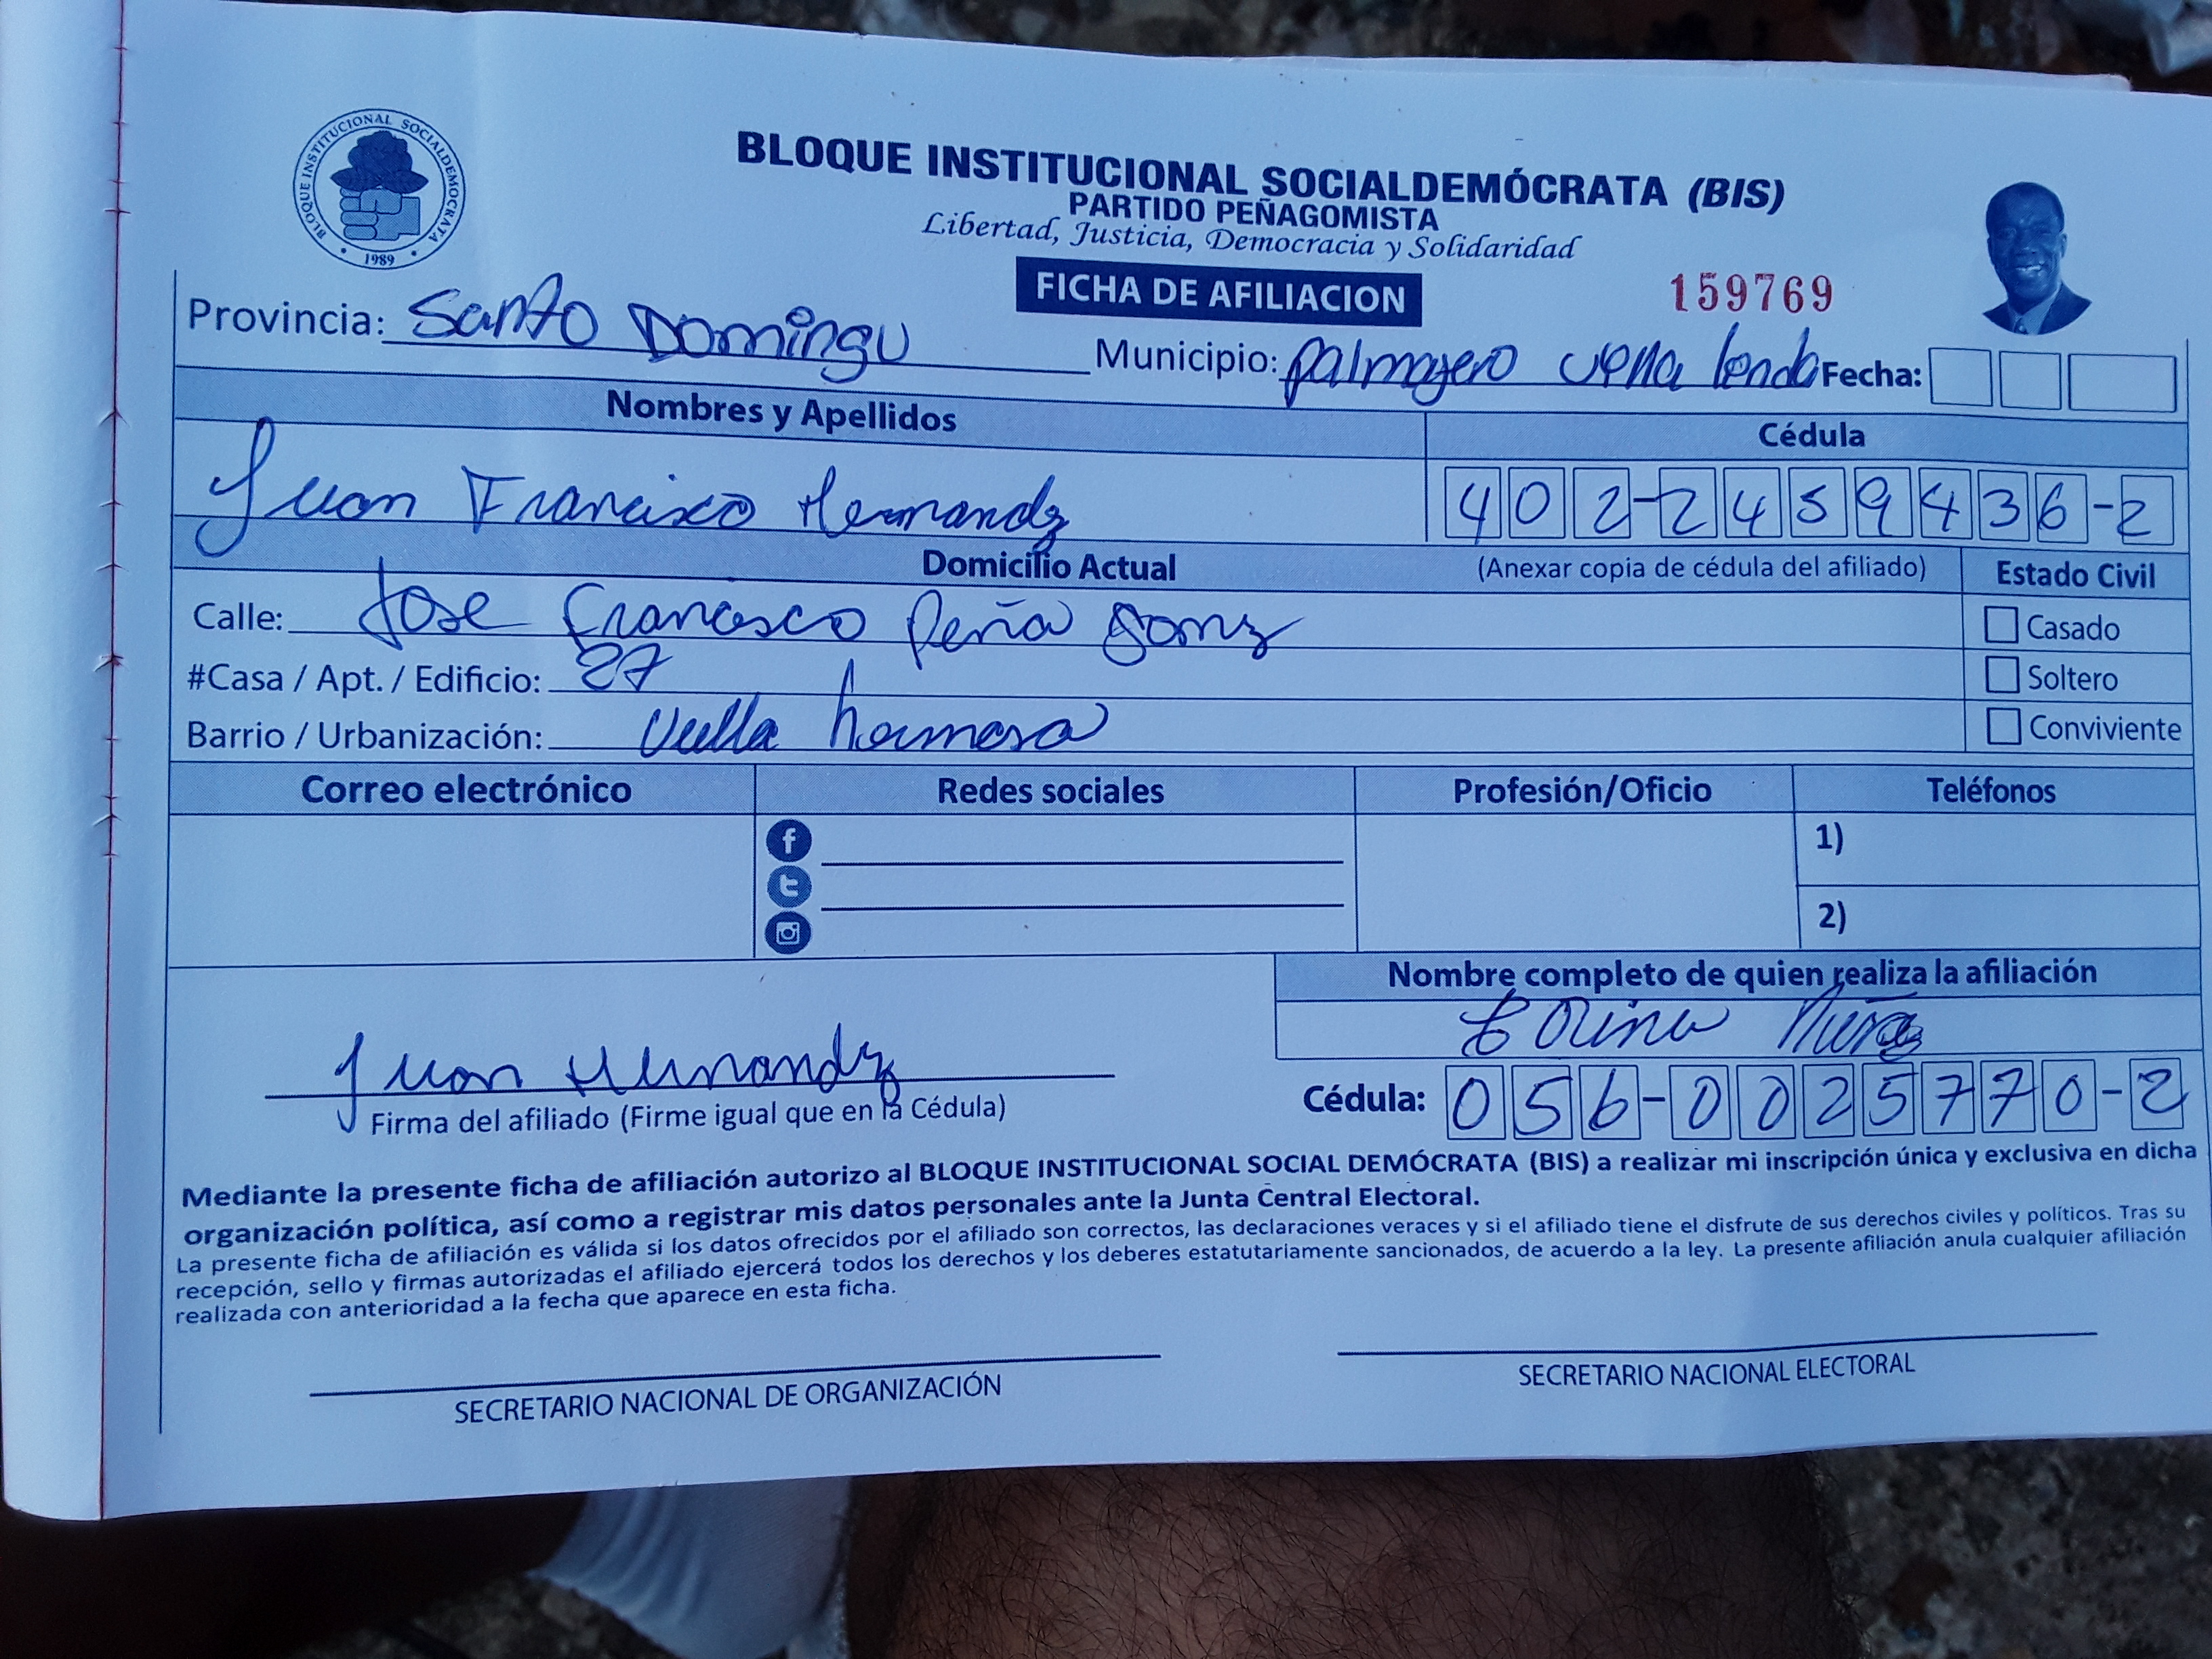 BLOQUE INSTITUCIONAL SOCIALDEMOCRATA
1989
BLOQUE INSTITUCIONAL SOCIALDEMÓCRATA (BIS)
PARTIDO PEÑAGOMISTA
Libertad, Justicia, Democracia y Solidaridad
FICHA DE AFILIACION
159769
Provincia: Santo Domingu Municipio: palmajero Fecha:
Nombres y Apellidos Cédula
Juan Francisco Hernandz 402-2459436-2
Domicilio Actual (Anexar copia de cédula del afiliado) Estado Civil
Calle: Jose Francisco Peña Gomz Casado
#Casa / Apt. / Edificio: 27 Soltero
Barrio / Urbanización: Vella hermosa Conviviente
Correo electrónico Redes sociales Profesión/Oficio Teléfonos
1)
2)
Nombre completo de quien realiza la afiliación
Juan Hernandz
Firma del afiliado (Firme igual que en la Cédula) Cédula: 056-0025770-2
Mediante la presente ficha de afiliación autorizo al BLOQUE INSTITUCIONAL SOCIAL DEMÓCRATA (BIS) a realizar mi inscripción única y exclusiva en dicha
organización política, así como a registrar mis datos personales ante la Junta Central Electoral.
La presente ficha de afiliación es válida si los datos ofrecidos por el afiliado son correctos, las declaraciones veraces y si el afiliado tiene el disfrute de sus derechos civiles y políticos. Tras su
recepción, sello y firmas autorizadas el afiliado ejercerá todos los derechos y los deberes estatutariamente sancionados, de acuerdo a la ley. La presente afiliación anula cualquier afiliación
realizada con anterioridad a la fecha que aparece en esta ficha.
SECRETARIO NACIONAL DE ORGANIZACIÓN SECRETARIO NACIONAL ELECTORAL